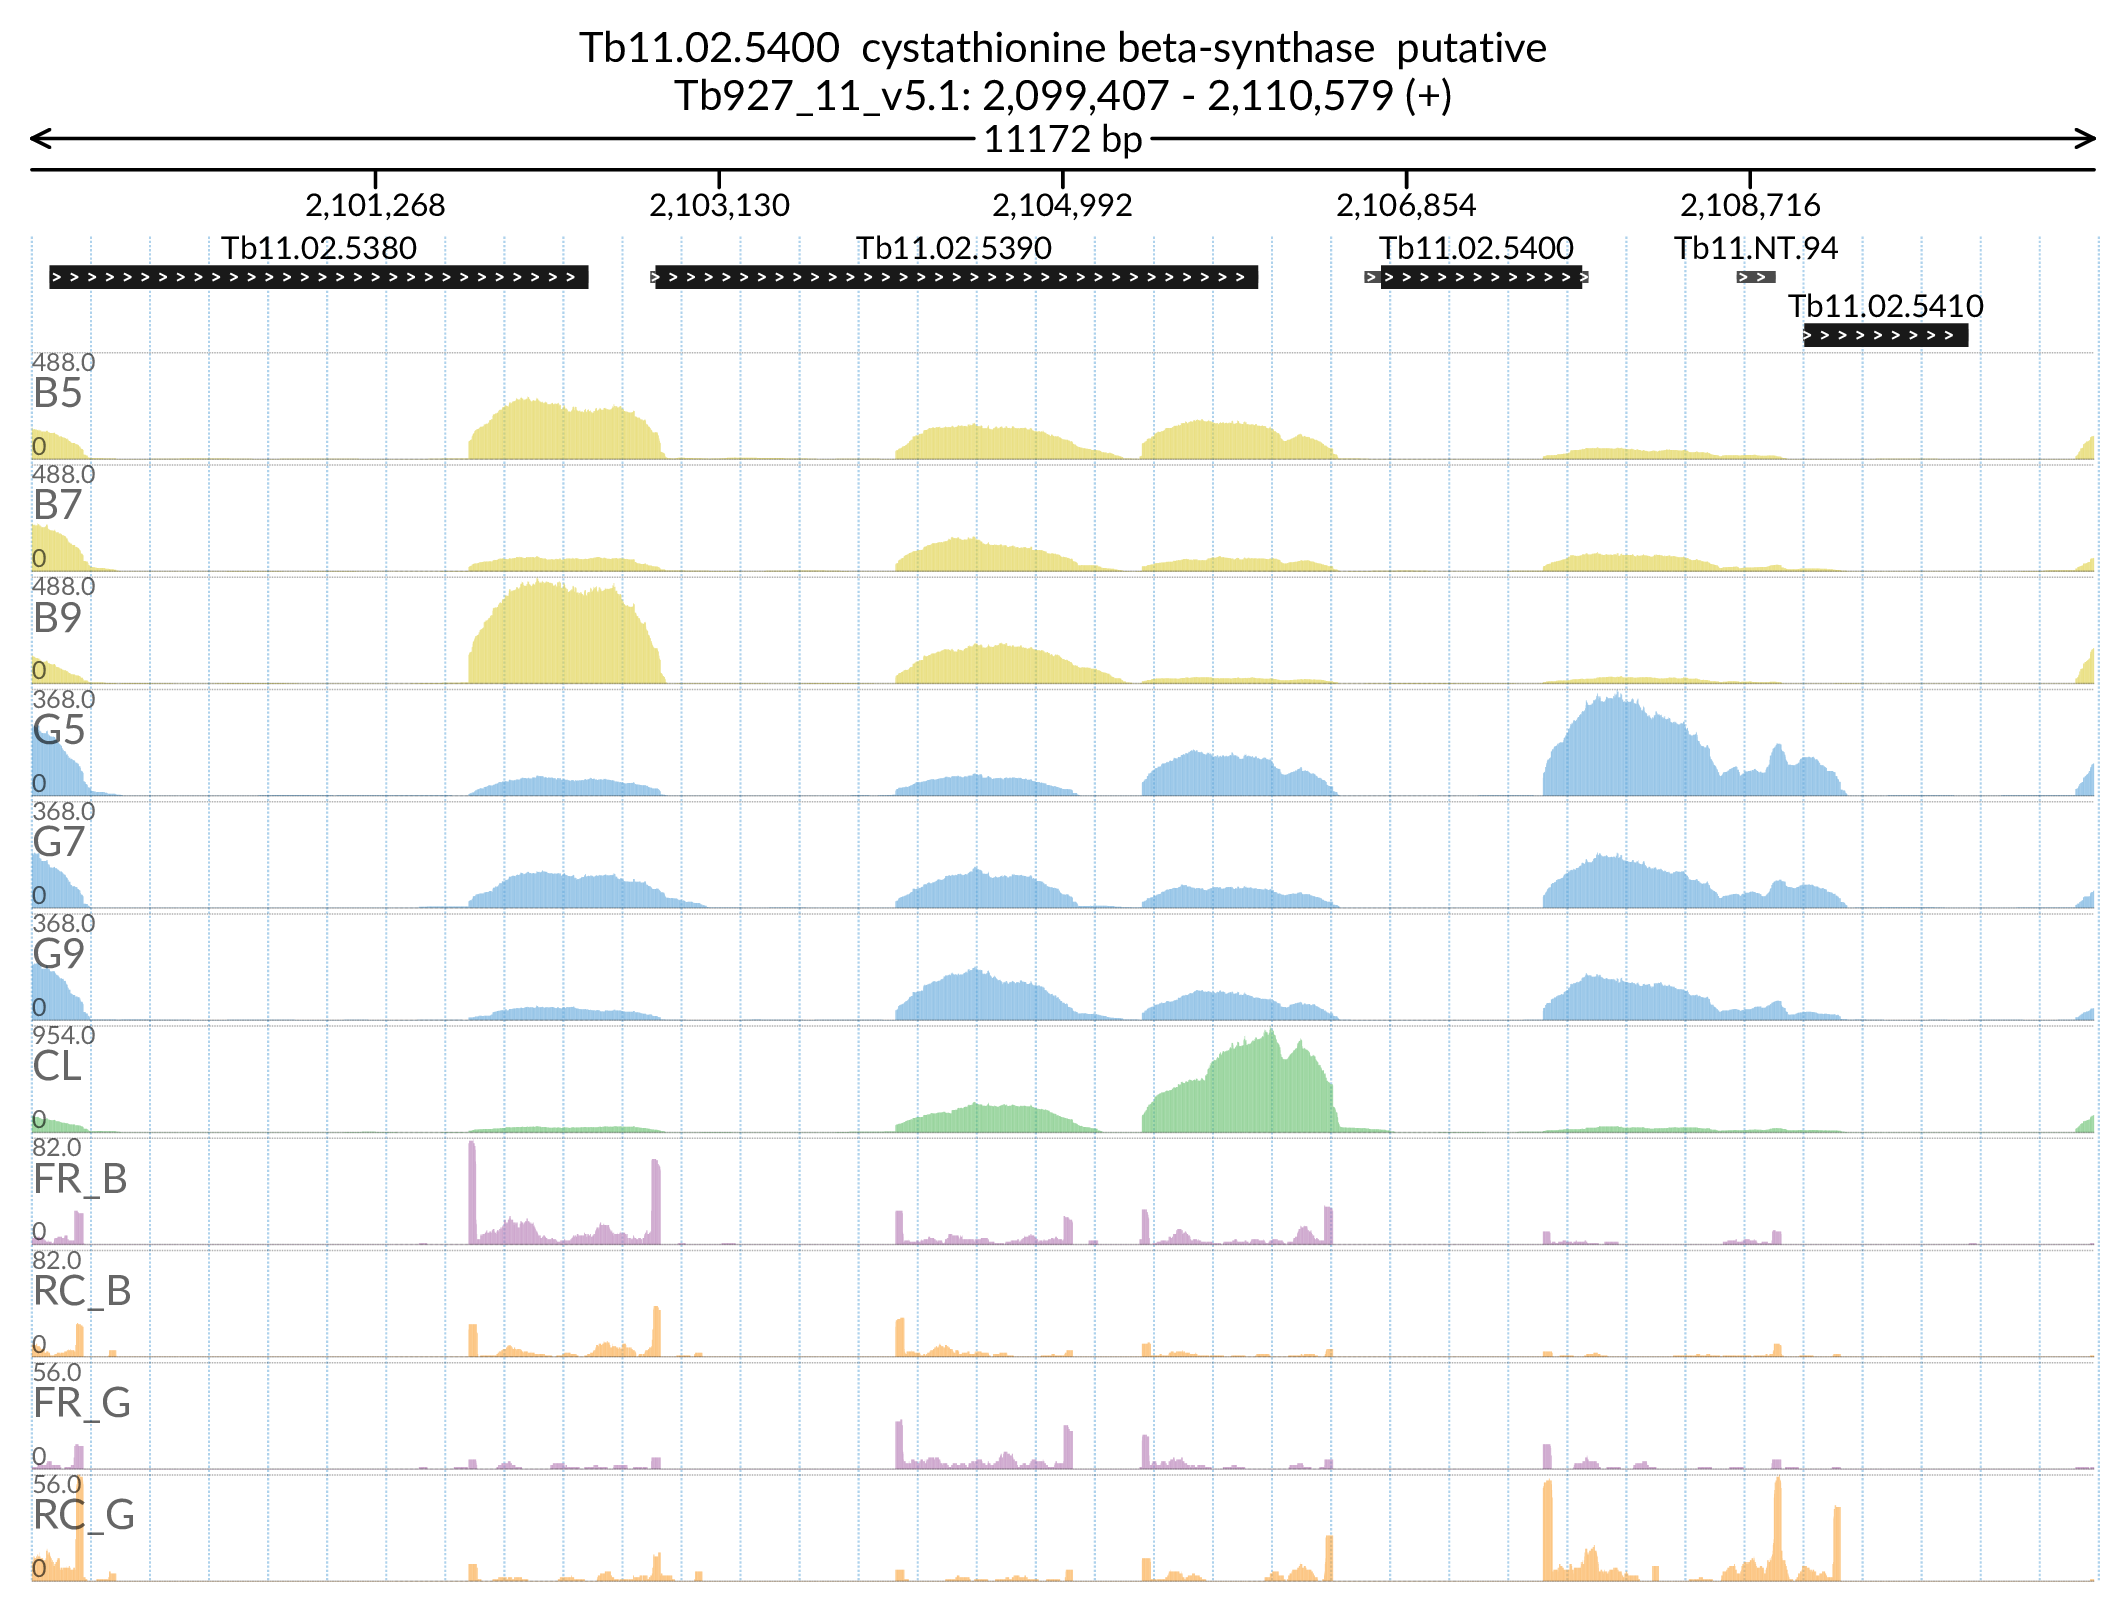 Tb11.02.5400 cystathionine beta-synthase putative
Tb927_11_v5.1: 2,099,407 - 2,110,579 (+)
11172 bp
2,101,268 2,103,130 2,104,992 2,106,854 2,108,716
Tb11.02.5380 Tb11.02.5390 Tb11.02.5400 Tb11.NT.94
Tb11.02.5410
488.0
B5
0
488.0
B7
0
488.0
B9
0
368.0
G5
0
368.0
G7
0
368.0
G9
0
954.0
CL
0
82.0
FR_B
0
82.0
RC_B
0
56.0
FR_G
0
56.0
RC_G
0